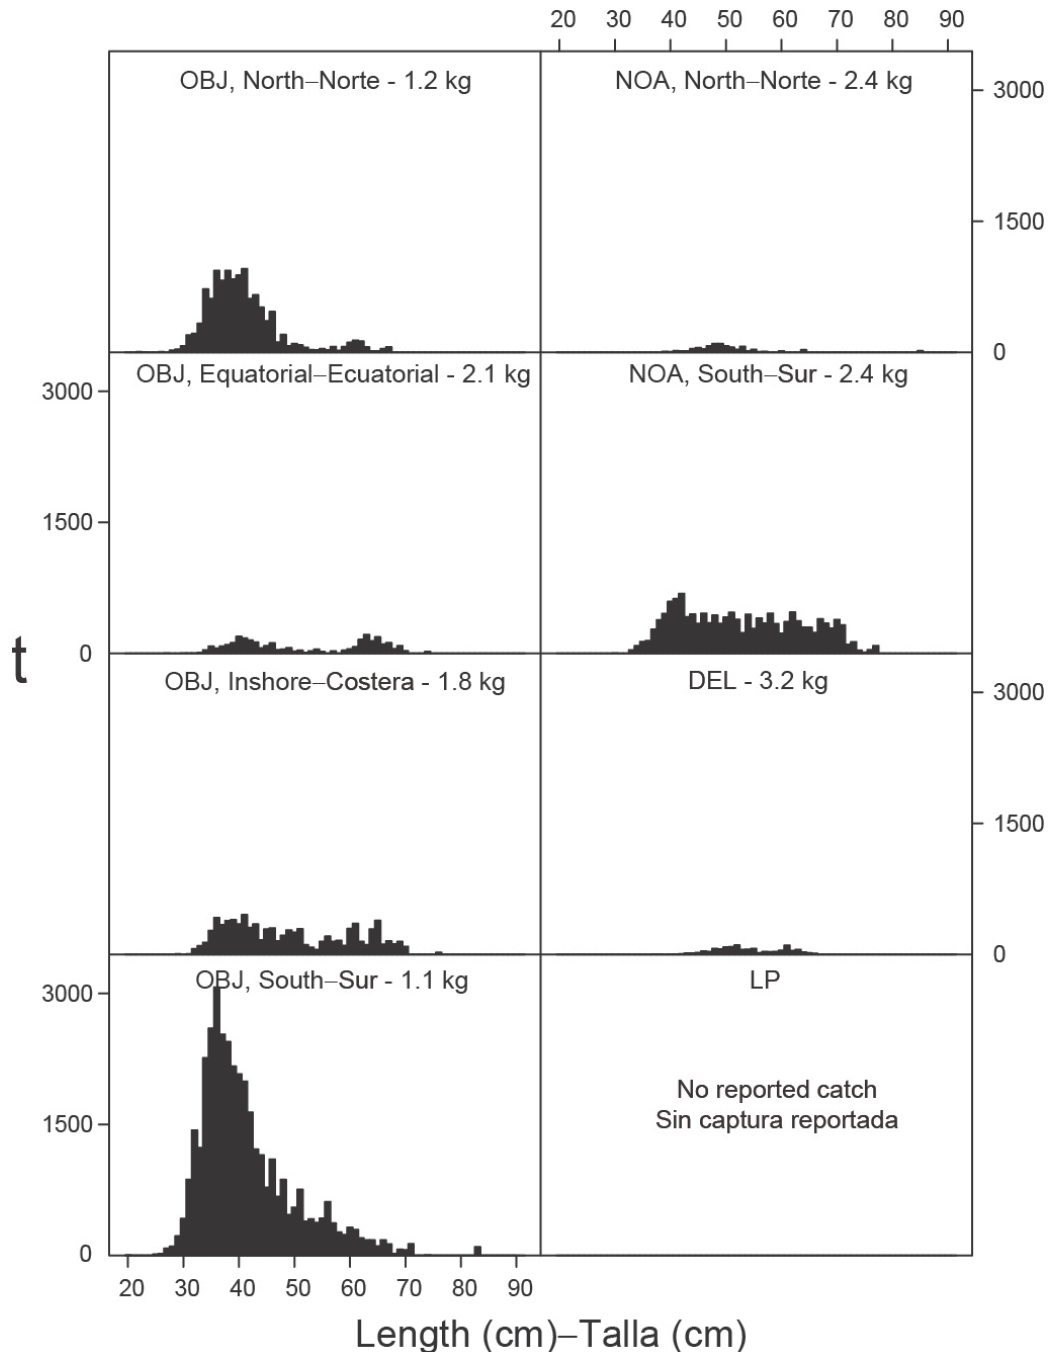 20 30 40 50 60 70 80 90
OBJ, North–Norte - 1.2 kg
NOA, North–Norte - 2.4 kg
3000
1500
0
OBJ, Equatorial–Ecuatorial - 2.1 kg
NOA, South–Sur - 2.4 kg
3000
1500
0
t
OBJ, Inshore–Costera - 1.8 kg
DEL - 3.2 kg
3000
1500
0
OBJ, South–Sur - 1.1 kg
LP
3000
No reported catch
Sin captura reportada
1500
0
20 30 40 50 60 70 80 90
Length (cm)–Talla (cm)